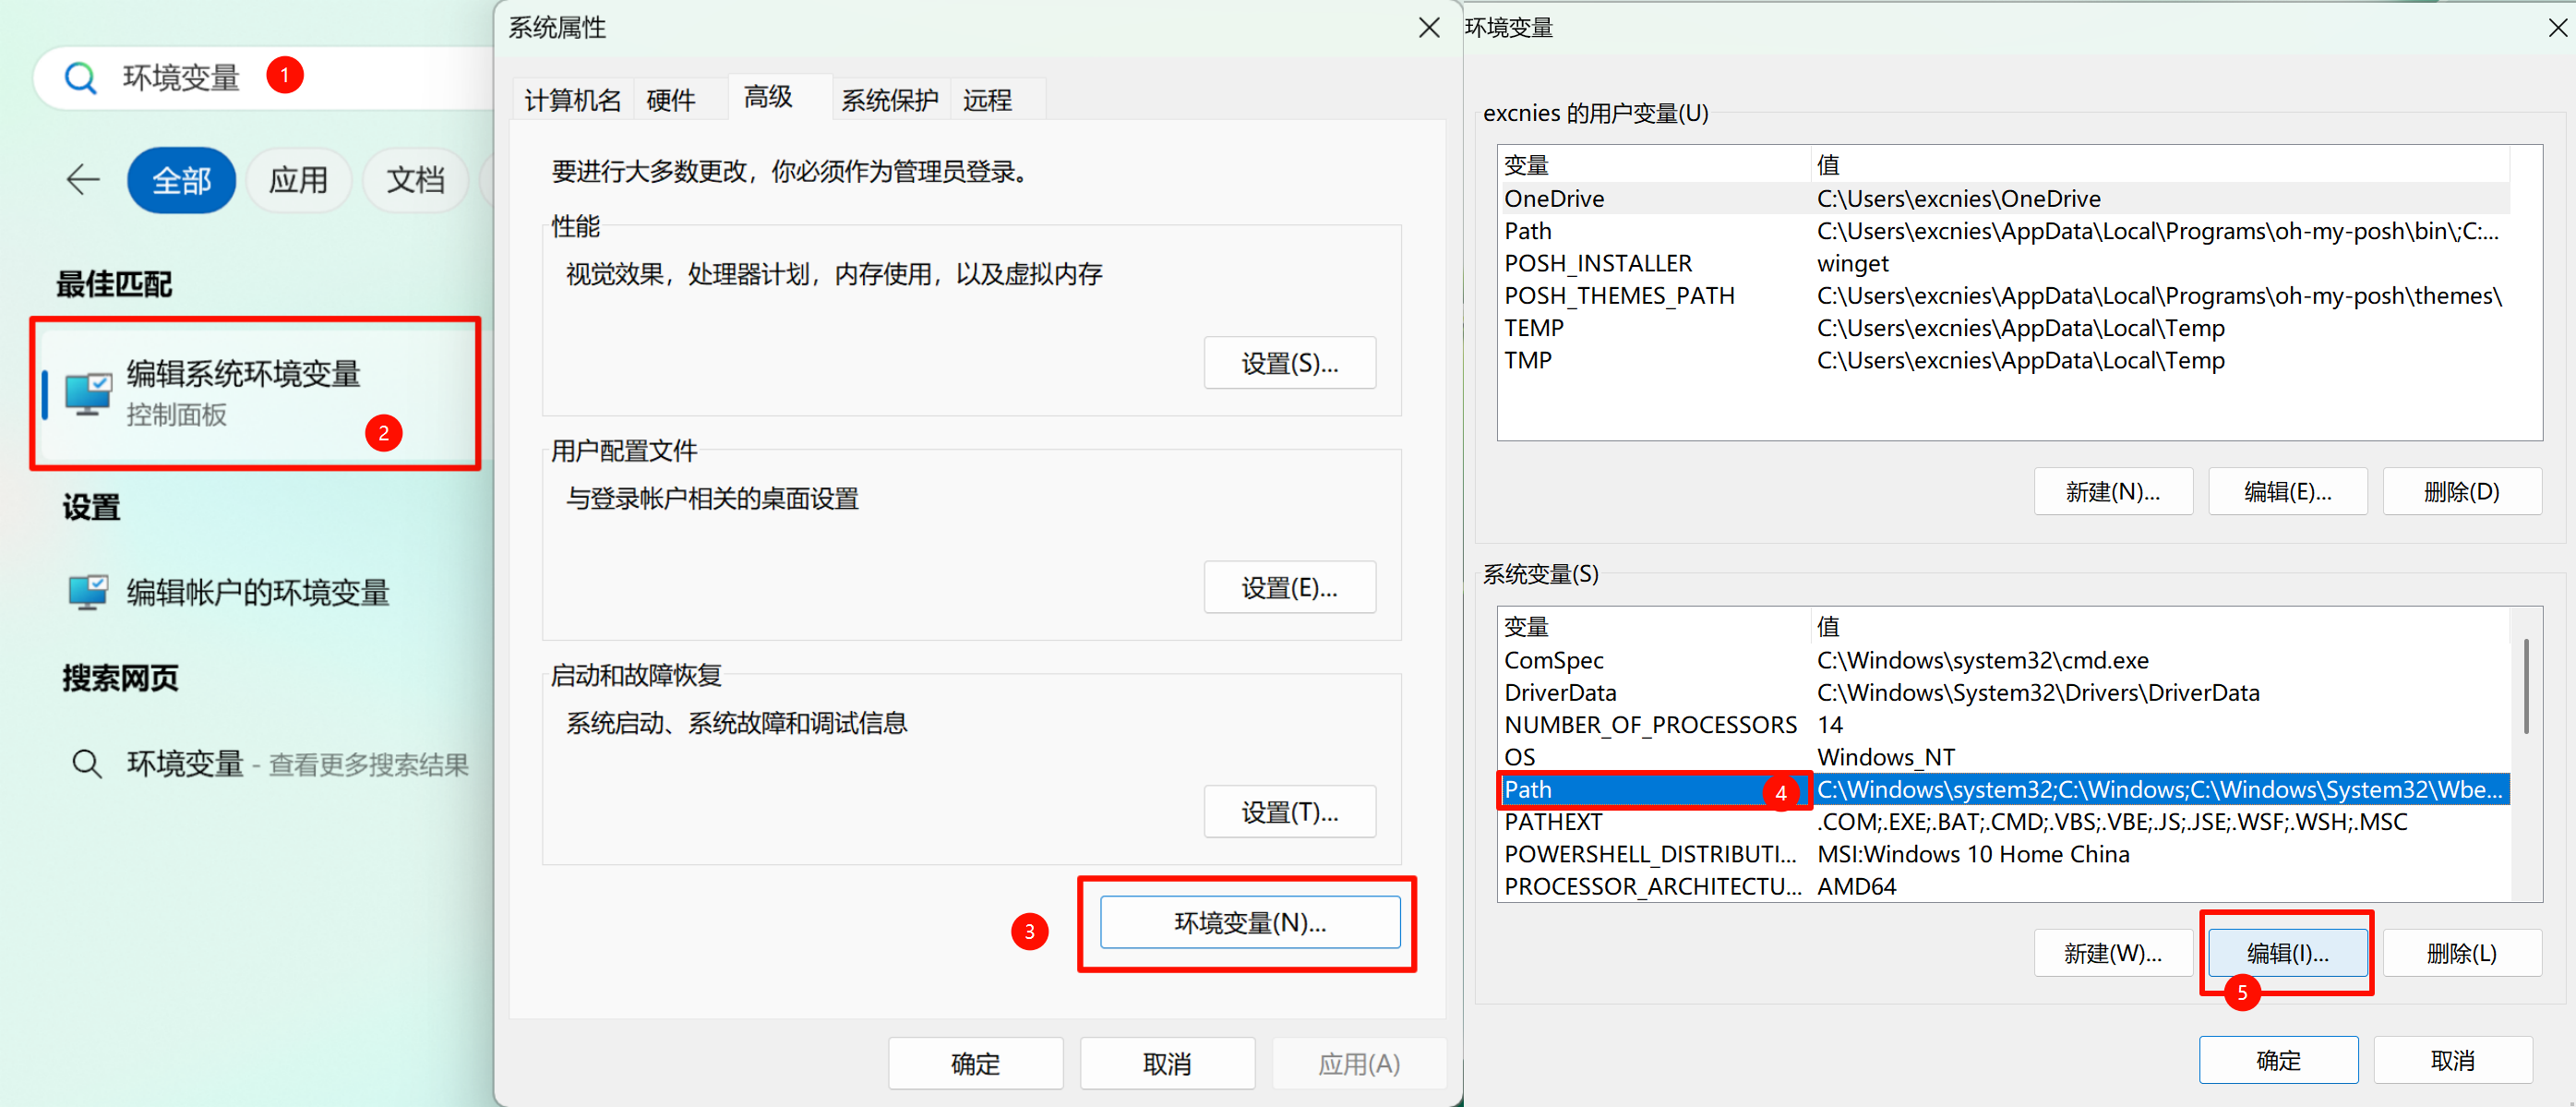 环境变量 1
全部 应用 文档
最佳匹配
编辑系统环境变量
控制面板
2
设置
编辑帐户的环境变量
搜索网页
环境变量 - 查看更多搜索结果
系统属性
计算机名 硬件 高级 系统保护 远程
要进行大多数更改，你必须作为管理员登录。
性能
视觉效果，处理器计划，内存使用，以及虚拟内存
设置(S)...
用户配置文件
与登录帐户相关的桌面设置
设置(E)...
启动和故障恢复
系统启动、系统故障和调试信息
设置(T)...
3 环境变量(N)...
确定 取消 应用(A)
环境变量
excnies 的用户变量(U)
变量 值
OneDrive C:\Users\excnies\OneDrive
Path C:\Users\excnies\AppData\Local\Programs\oh-my-posh\bin\;C:...
POSH_INSTALLER winget
POSH_THEMES_PATH C:\Users\excnies\AppData\Local\Programs\oh-my-posh\themes\
TEMP C:\Users\excnies\AppData\Local\Temp
TMP C:\Users\excnies\AppData\Local\Temp
新建(N)... 编辑(E)... 删除(D)
系统变量(S)
变量 值
ComSpec C:\Windows\system32\cmd.exe
DriverData C:\Windows\System32\Drivers\DriverData
NUMBER_OF_PROCESSORS 14
OS Windows_NT
Path 4 C:\Windows\system32;C:\Windows;C:\Windows\System32\Wbe...
PATHEXT .COM;.EXE;.BAT;.CMD;.VBS;.VBE;.JS;.JSE;.WSF;.WSH;.MSC
POWERSHELL_DISTRIBUTI... MSI:Windows 10 Home China
PROCESSOR_ARCHITECTU... AMD64
新建(W)... 编辑(I)... 删除(L)
5
确定 取消